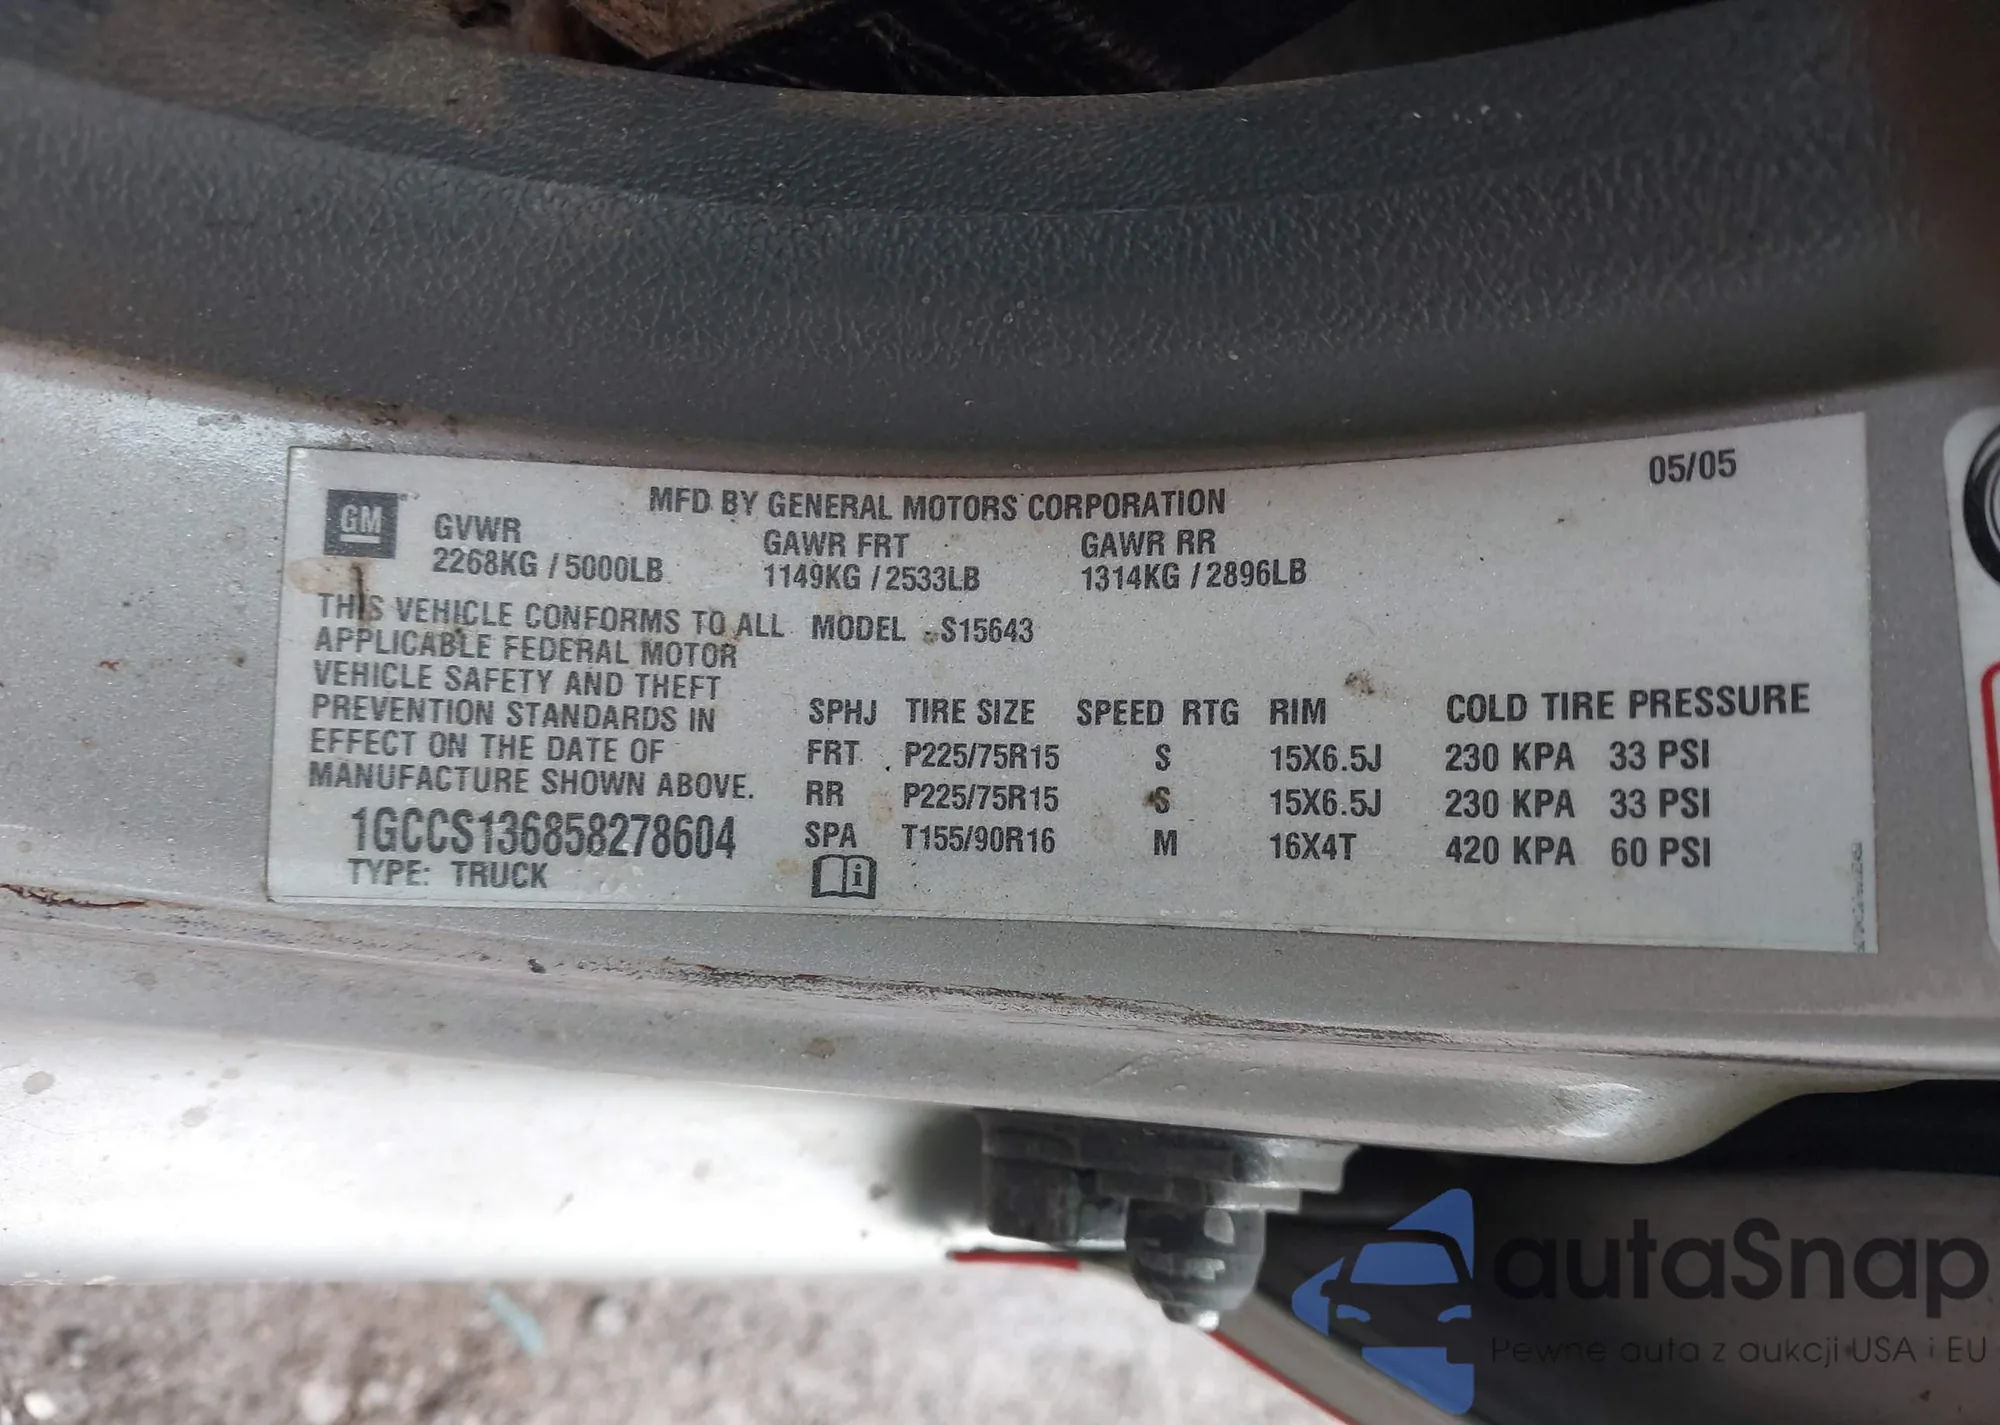 05/05
MFD BY GENERAL MOTORS CORPORATION
GM
GVWR GAWR FRT GAWR RR
2268KG / 5000LB 1149KG / 2533LB 1314KG / 2896LB
THIS VEHICLE CONFORMS TO ALL
APPLICABLE FEDERAL MOTOR
VEHICLE SAFETY AND THEFT
PREVENTION STANDARDS IN
EFFECT ON THE DATE OF
MANUFACTURE SHOWN ABOVE.
1GCCS136858278604
TYPE: TRUCK
MODEL S15643
SPHJ TIRE SIZE SPEED RTG RIM COLD TIRE PRESSURE
FRT P225/75R15 S 15X6.5J 230 KPA 33 PSI
RR P225/75R15 S 15X6.5J 230 KPA 33 PSI
SPA T155/90R16 M 16X4T 420 KPA 60 PSI
i
autaSnap
Pewne auta z aukcji USA i EU